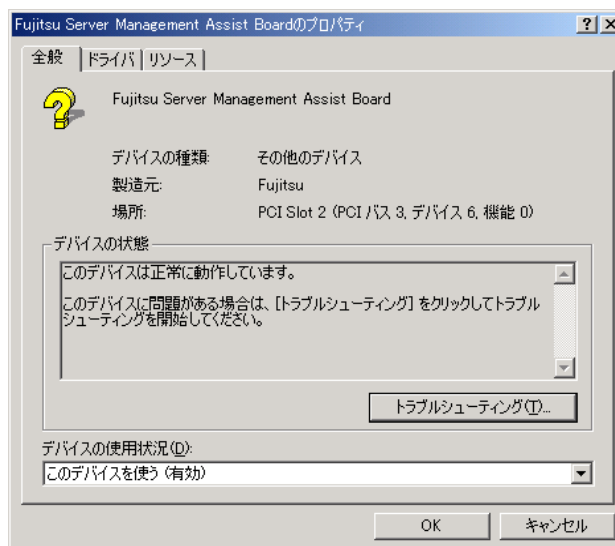 Fujitsu Server Management Assist Boardのプロパティ
全般
ドライバ
リソース
Fujitsu Server Management Assist Board
デバイスの種類: その他のデバイス
製造元: Fujitsu
場所: PCI Slot 2 (PCI バス 3, デバイス 6, 機能 0)
デバイスの状態
このデバイスは正常に動作しています。
このデバイスに問題がある場合は、[トラブルシューティング] をクリックしてトラブル
シューティングを開始してください。
トラブルシューティング(T)...
デバイスの使用状況(D):
このデバイスを使う (有効)
OK
キャンセル